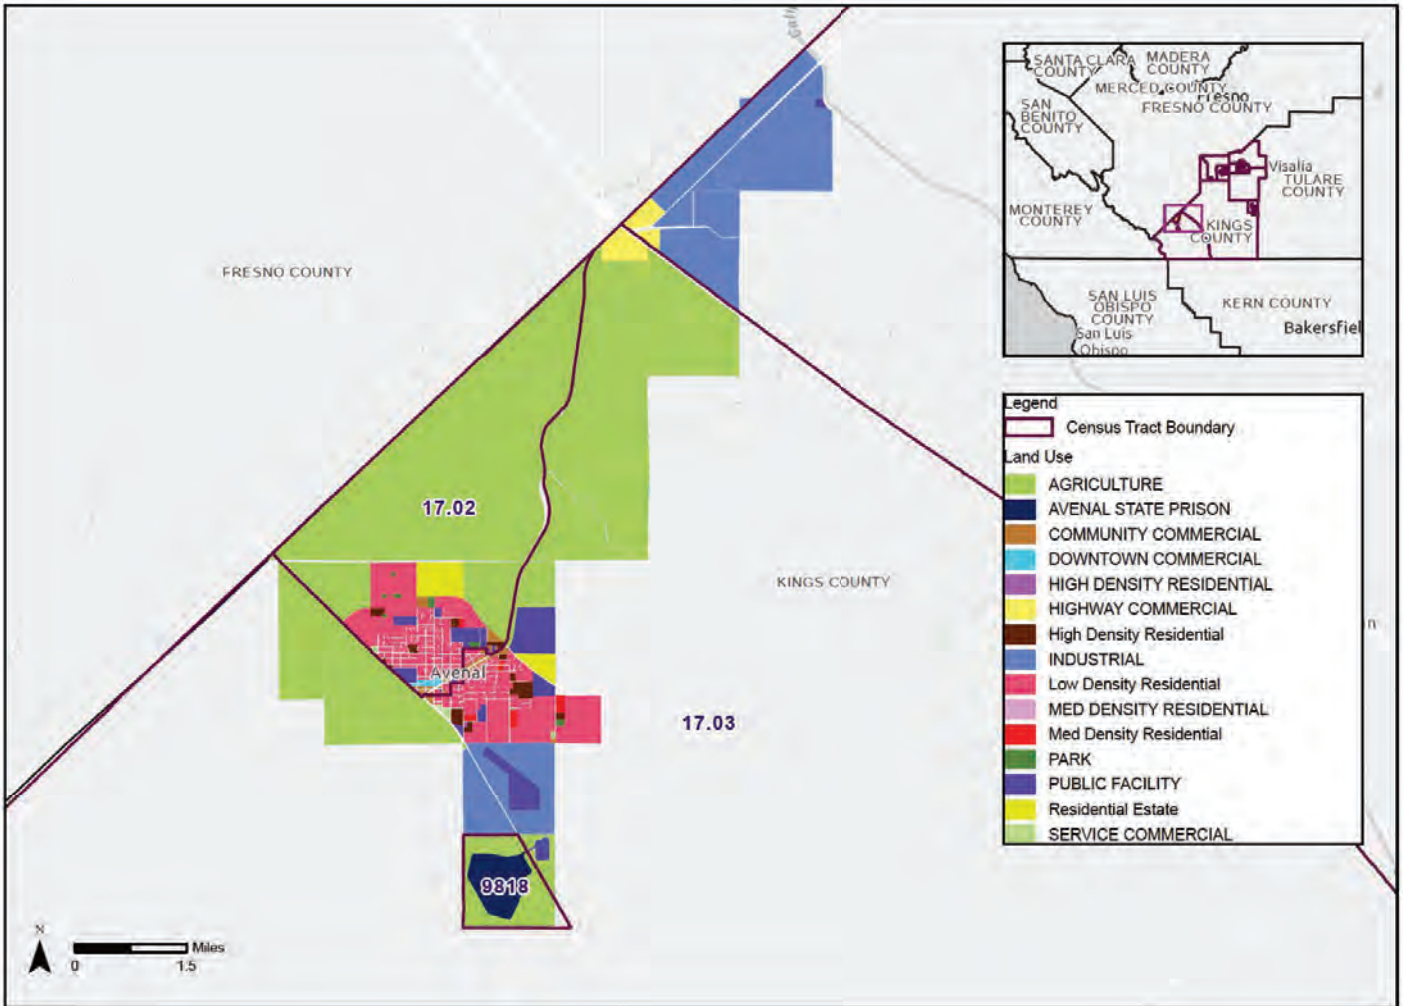 Cali
FRESNO COUNTY
17.02
KINGS COUNTY
Avenal
17.03
9818
N
0
1.5
Miles
n
SANTA CLARA
COUNTY
MADERA
COUNTY
MERCED COUNTY
Fresno
FRESNO COUNTY
SAN
BENITO
COUNTY
Visalia
TULARE
COUNTY
MONTEREY
COUNTY
KINGS
COUNTY
SAN LUIS
OBISPO
COUNTY
San Luis
Obispo
KERN COUNTY
Bakersfiel
Legend
Census Tract Boundary
Land Use
AGRICULTURE
AVENAL STATE PRISON
COMMUNITY COMMERCIAL
DOWNTOWN COMMERCIAL
HIGH DENSITY RESIDENTIAL
HIGHWAY COMMERCIAL
High Density Residential
INDUSTRIAL
Low Density Residential
MED DENSITY RESIDENTIAL
Med Density Residential
PARK
PUBLIC FACILITY
Residential Estate
SERVICE COMMERCIAL